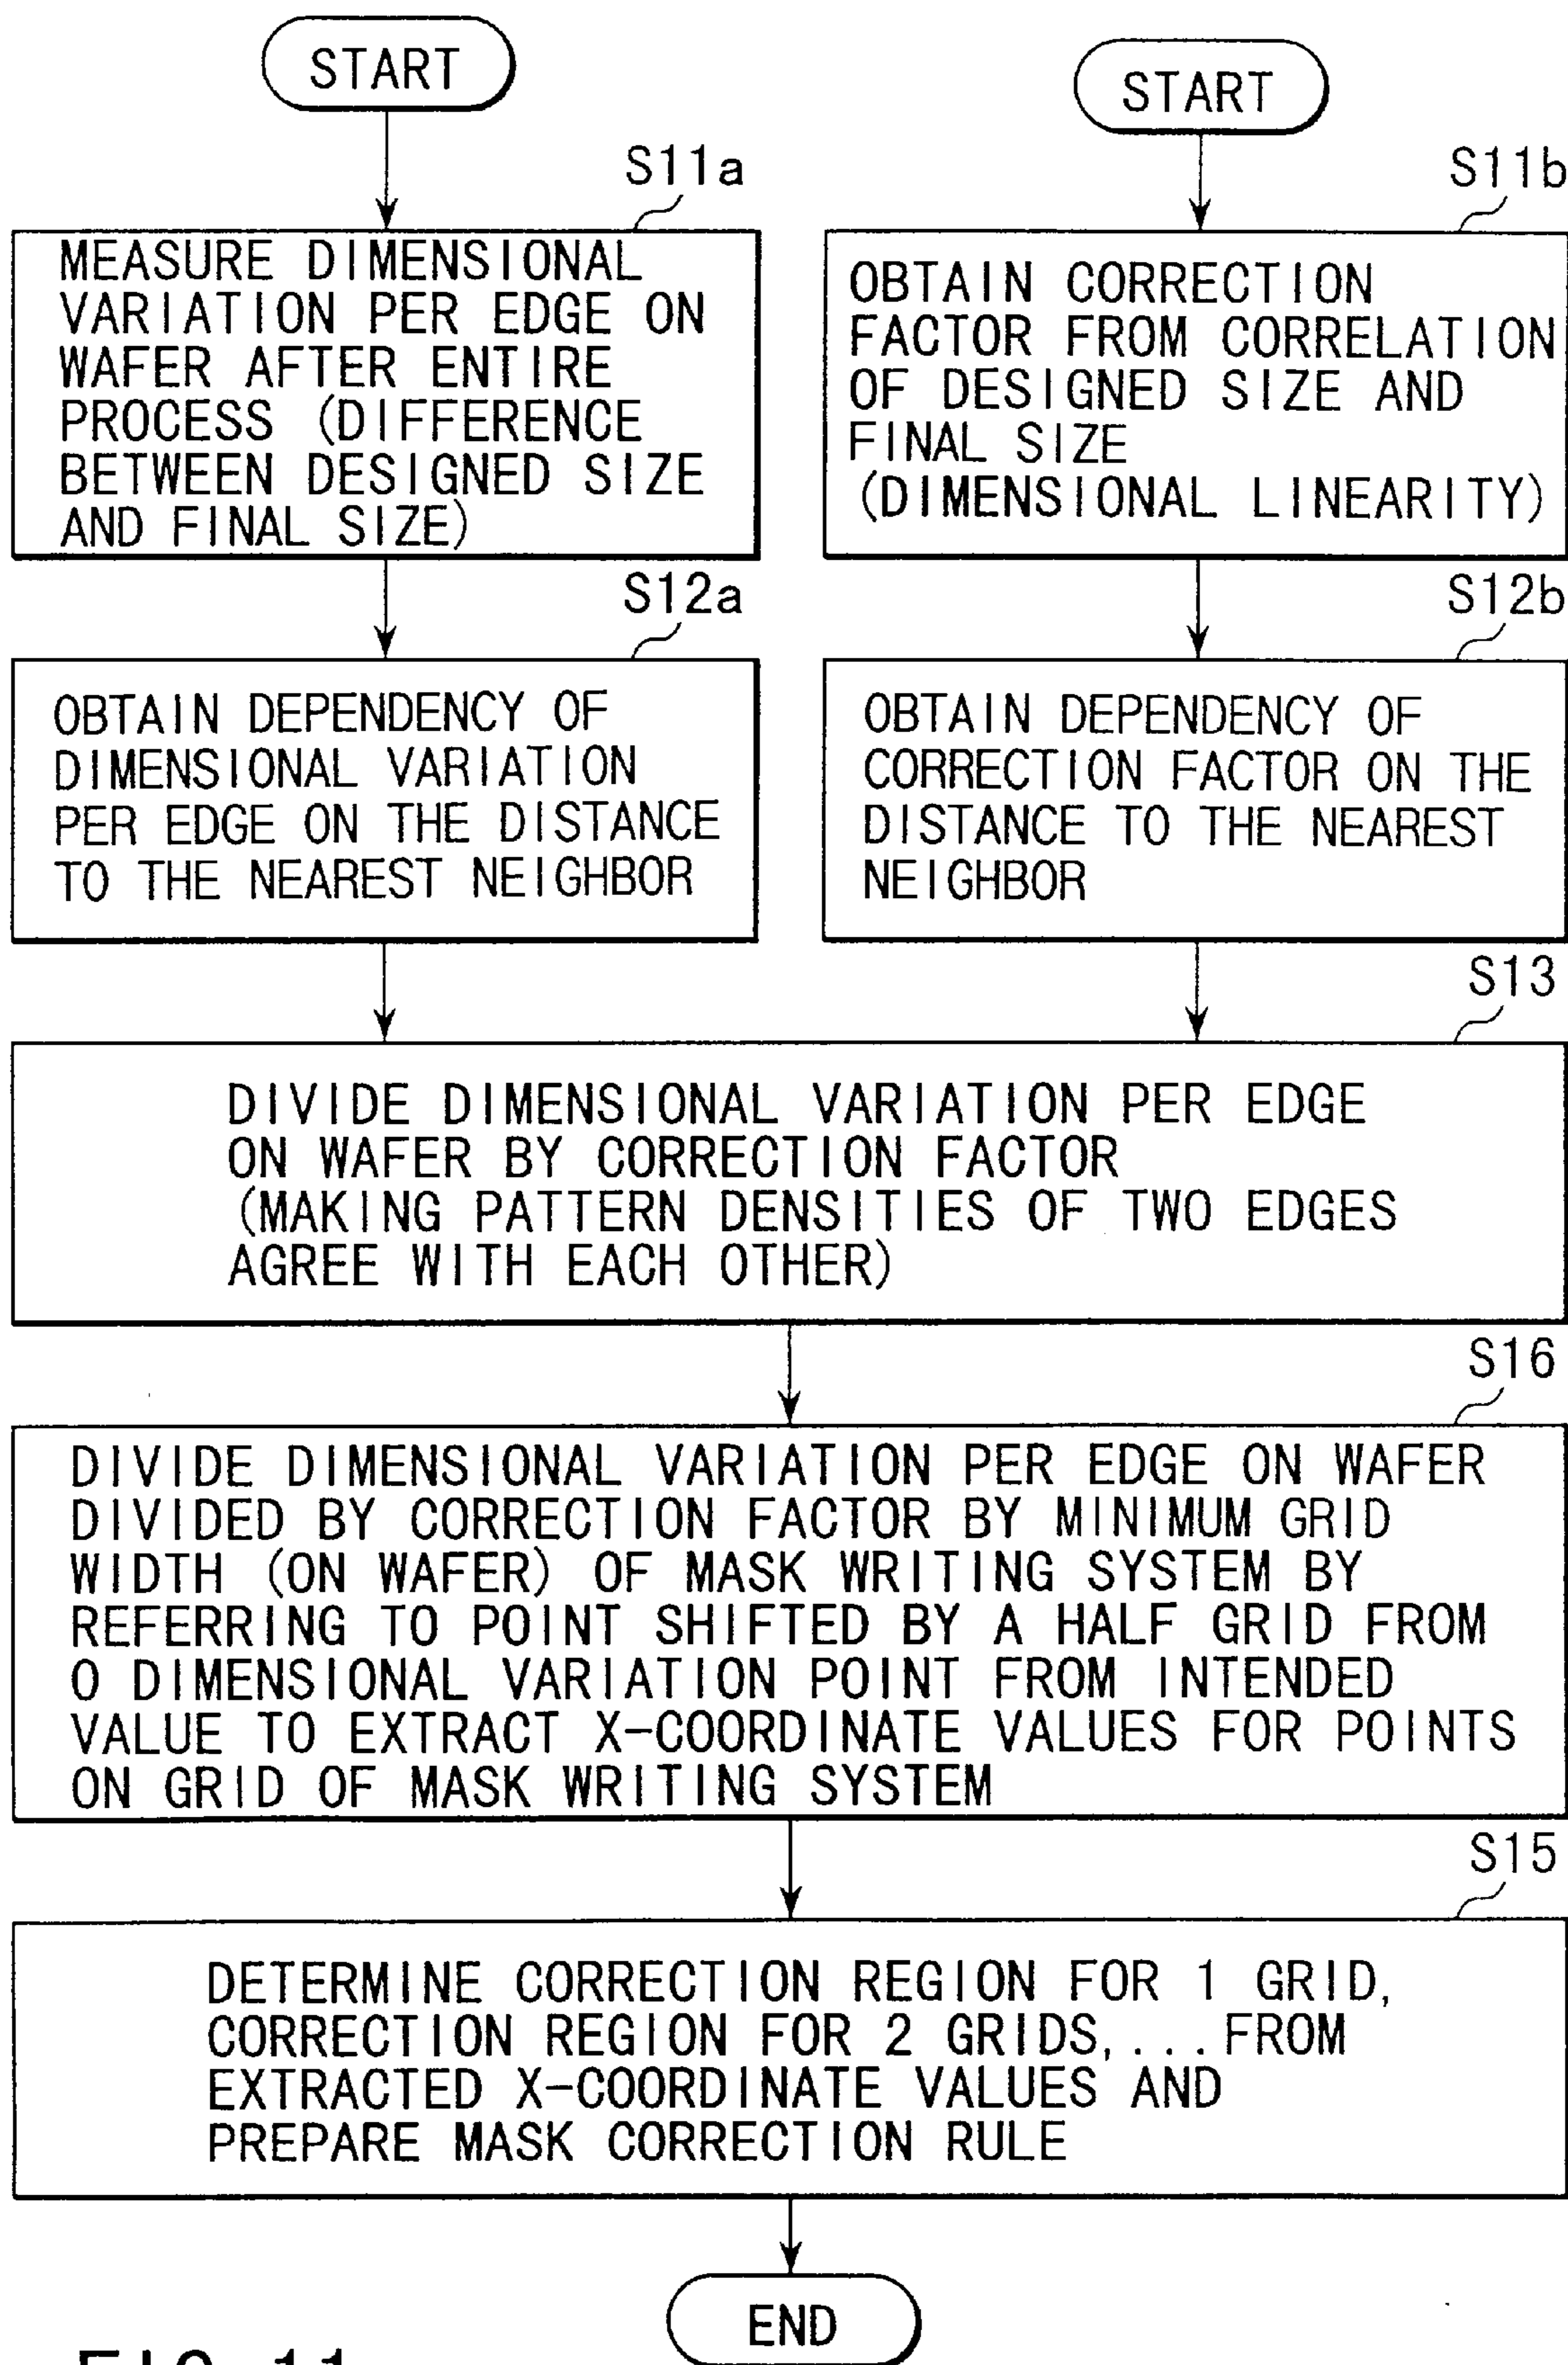 START
S11a
MEASURE DIMENSIONAL
VARIATION PER EDGE ON
WAFER AFTER ENTIRE
PROCESS (DIFFERENCE
BETWEEN DESIGNED SIZE
AND FINAL SIZE)
START
S11b
OBTAIN CORRECTION
FACTOR FROM CORRELATION
OF DESIGNED SIZE AND
FINAL SIZE
(DIMENSIONAL LINEARITY)
S12a
OBTAIN DEPENDENCY OF
DIMENSIONAL VARIATION
PER EDGE ON THE DISTANCE
TO THE NEAREST NEIGHBOR
S12b
OBTAIN DEPENDENCY OF
CORRECTION FACTOR ON THE
DISTANCE TO THE NEAREST
NEIGHBOR
S13
DIVIDE DIMENSIONAL VARIATION PER EDGE
ON WAFER BY CORRECTION FACTOR
(MAKING PATTERN DENSITIES OF TWO EDGES
AGREE WITH EACH OTHER)
S16
DIVIDE DIMENSIONAL VARIATION PER EDGE ON WAFER
DIVIDED BY CORRECTION FACTOR BY MINIMUM GRID
WIDTH (ON WAFER) OF MASK WRITING SYSTEM BY
REFERRING TO POINT SHIFTED BY A HALF GRID FROM
0 DIMENSIONAL VARIATION POINT FROM INTENDED
VALUE TO EXTRACT X-COORDINATE VALUES FOR POINTS
ON GRID OF MASK WRITING SYSTEM
S15
DETERMINE CORRECTION REGION FOR 1 GRID,
CORRECTION REGION FOR 2 GRIDS,...FROM
EXTRACTED X-COORDINATE VALUES AND
PREPARE MASK CORRECTION RULE
END
FIG. 11